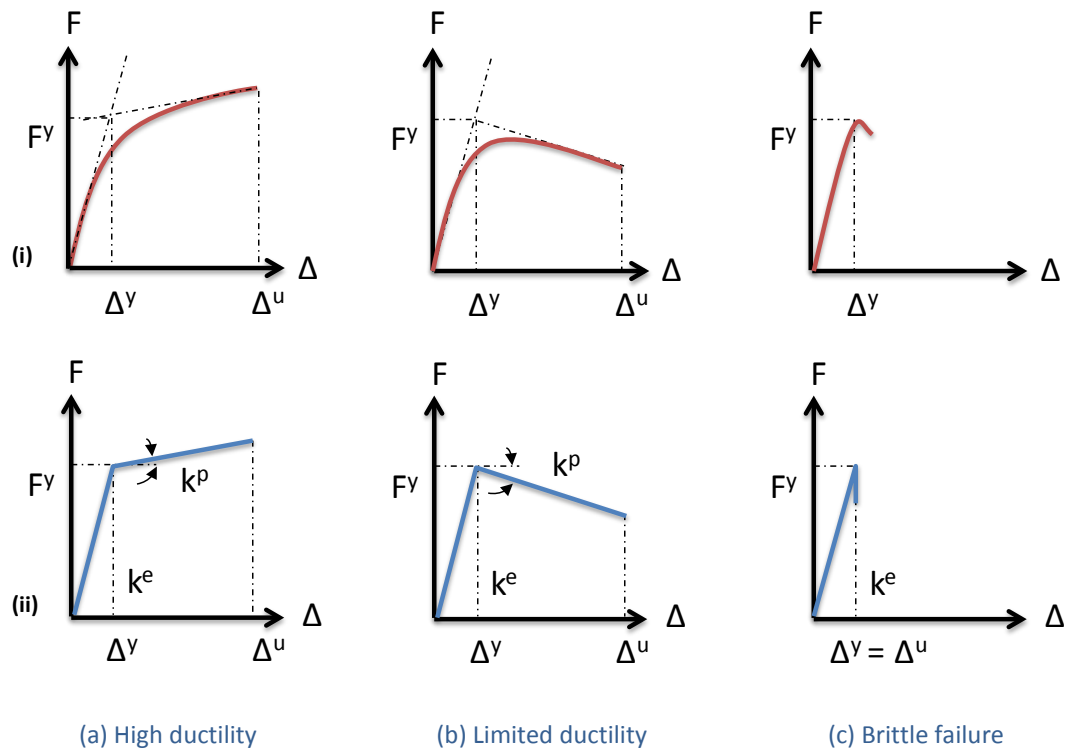 F
F
F
Fʸ
Fʸ
Fʸ
(i)
Δ
Δ
Δ
Δʸ
Δᵘ
Δʸ
Δᵘ
Δʸ
F
F
F
kᵖ
Fʸ
kᵖ
Fʸ
Fʸ
kᵉ
kᵉ
kᵉ
(ii)
Δ
Δ
Δ
Δʸ
Δᵘ
Δʸ
Δᵘ
Δʸ = Δᵘ
(a) High ductility
(b) Limited ductility
(c) Brittle failure